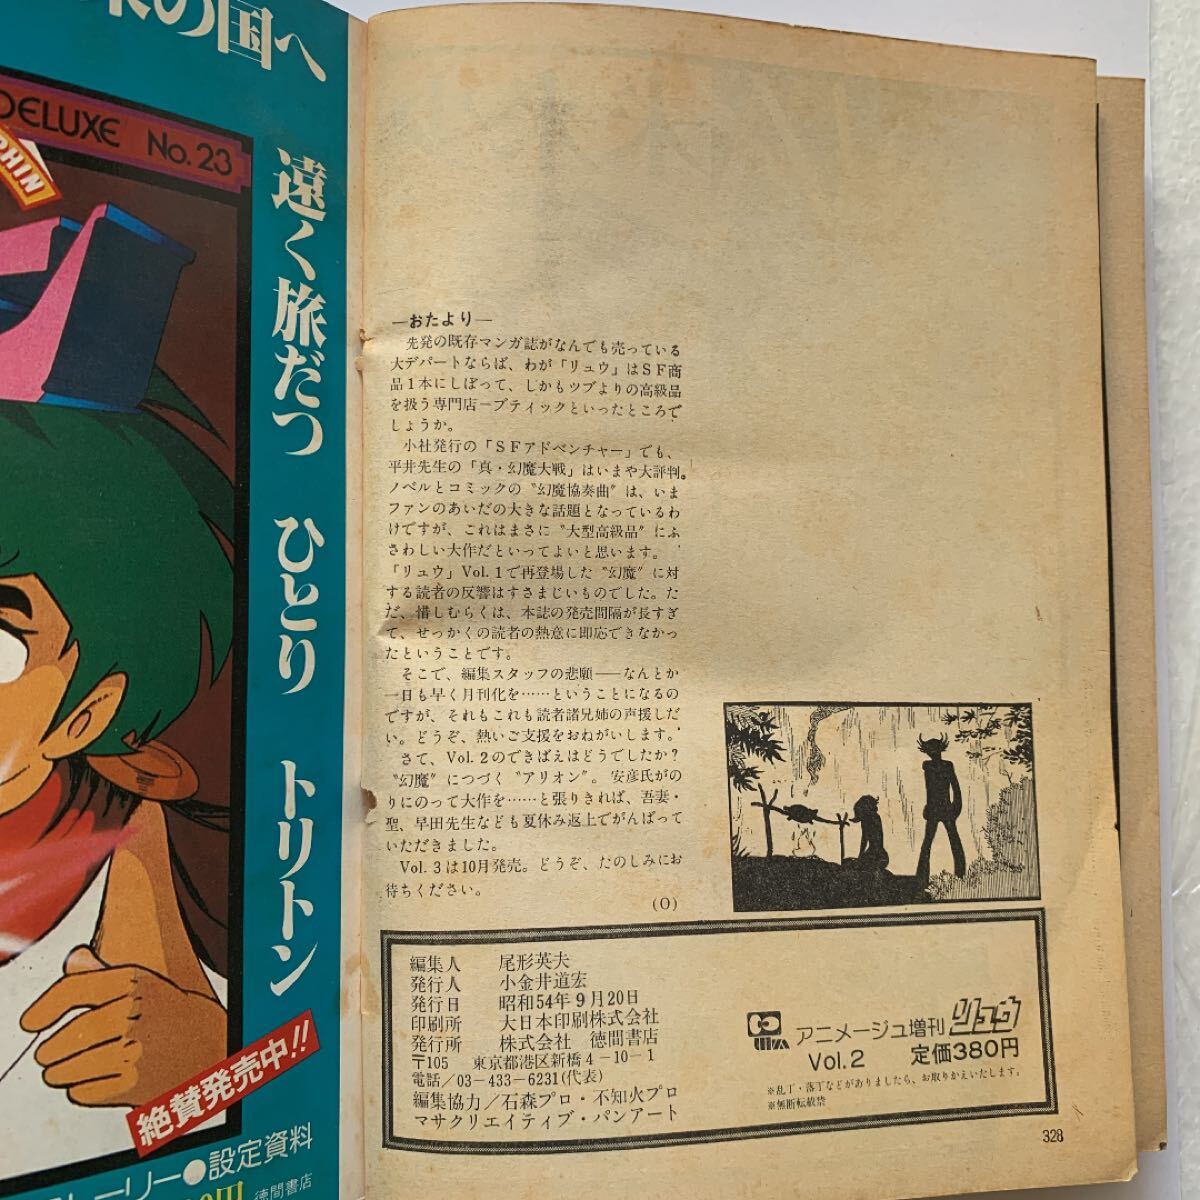 の国へ
DELUXE No.23
PHIN
遠く旅だつ ひとり トリトン
絶賛発売中!!
ストーリー●設定資料
徳間書店
—おたより—
先発の既存マンガ誌がなんでも売っている
大デパートならば、わが「リュウ」はＳＦ商
品１本にしぼって、しかもツブよりの高級品
を扱う専門店－ブティックといったところで
しょうか。
小社発行の「ＳＦアドベンチャー」でも、
平井先生の「真・幻魔大戦」はいまや大評判。
ノベルとコミックの〝幻魔協奏曲〟は、いま
ファンのあいだの大きな話題となっているわ
けですが、これはまさに〝大型高級品〟にふ
さわしい大作だといってよいと思います。
「リュウ」Vol.１で再登場した〝幻魔〟に対
する読者の反響はすさまじいものでした。た
だ、惜しむらくは、本誌の発売間隔が長すぎ
て、せっかくの読者の熱意に即応できなかっ
たということです。
そこで、編集スタッフの悲願——なんとか
一日も早く月刊化を……ということになるの
ですが、それもこれも読者諸兄姉の声援しだ
い。どうぞ、熱いご支援をおねがいします。
さて、Vol.２のできばえはどうでしたか？
〝幻魔〟につづく〝アリオン〟。安彦氏がの
りにのって大作を……と張りきれば、吾妻・
聖、早田先生なども夏休み返上でがんばって
いただきました。
Vol.３は10月発売。どうぞ、たのしみにお
待ちください。
(O)
編集人 尾形英夫
発行人 小金井道宏
発行日 昭和54年９月20日
印刷所 大日本印刷株式会社
発行所 株式会社 徳間書店
〒105 東京都港区新橋４－10－１
電話／03－433－6231(代表)
編集協力／石森プロ・不知火プロ
マサクリエイティブ・パンアート
アニメージュ増刊 リュウ
Vol.2 定価380円
※乱丁・落丁などがありましたら、お取りかえいたします。
※無断転載禁
328